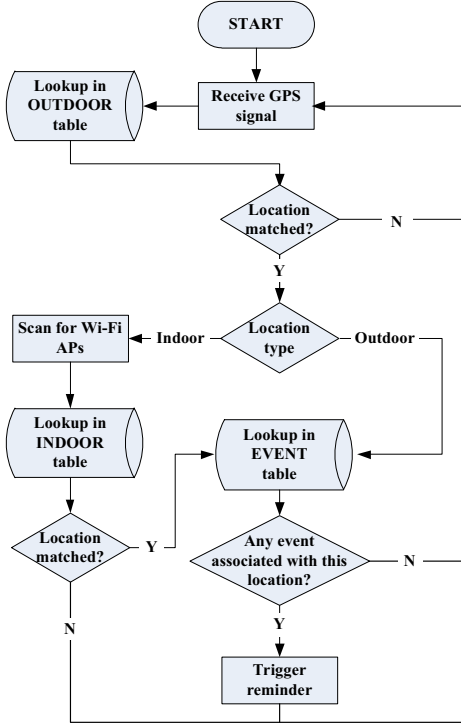 START
Lookup in
OUTDOOR
table
Receive GPS
signal
Location
matched?
N
Y
Scan for Wi-Fi
APs
Indoor
Location
type
Outdoor
Lookup in
INDOOR
table
Lookup in
EVENT
table
Location
matched?
Y
Any event
associated with this
location?
N
N
Y
Trigger
reminder